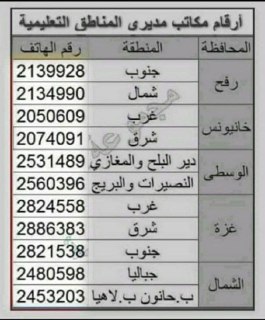 أرقام مكاتب مديري المناطق التعليمية
المحافظة المنطقة رقم الهاتف
رفح جنوب 2139928
شمال 2134990
خانيونس غرب 2050609
شرق 2074091
الوسطى دير البلح والمغازي 2531489
النصيرات والبريج 2560396
غزة غرب 2824558
شرق 2886383
جنوب 2821538
الشمال جباليا 2480598
ب.حانون ب.لاهيا 2453203